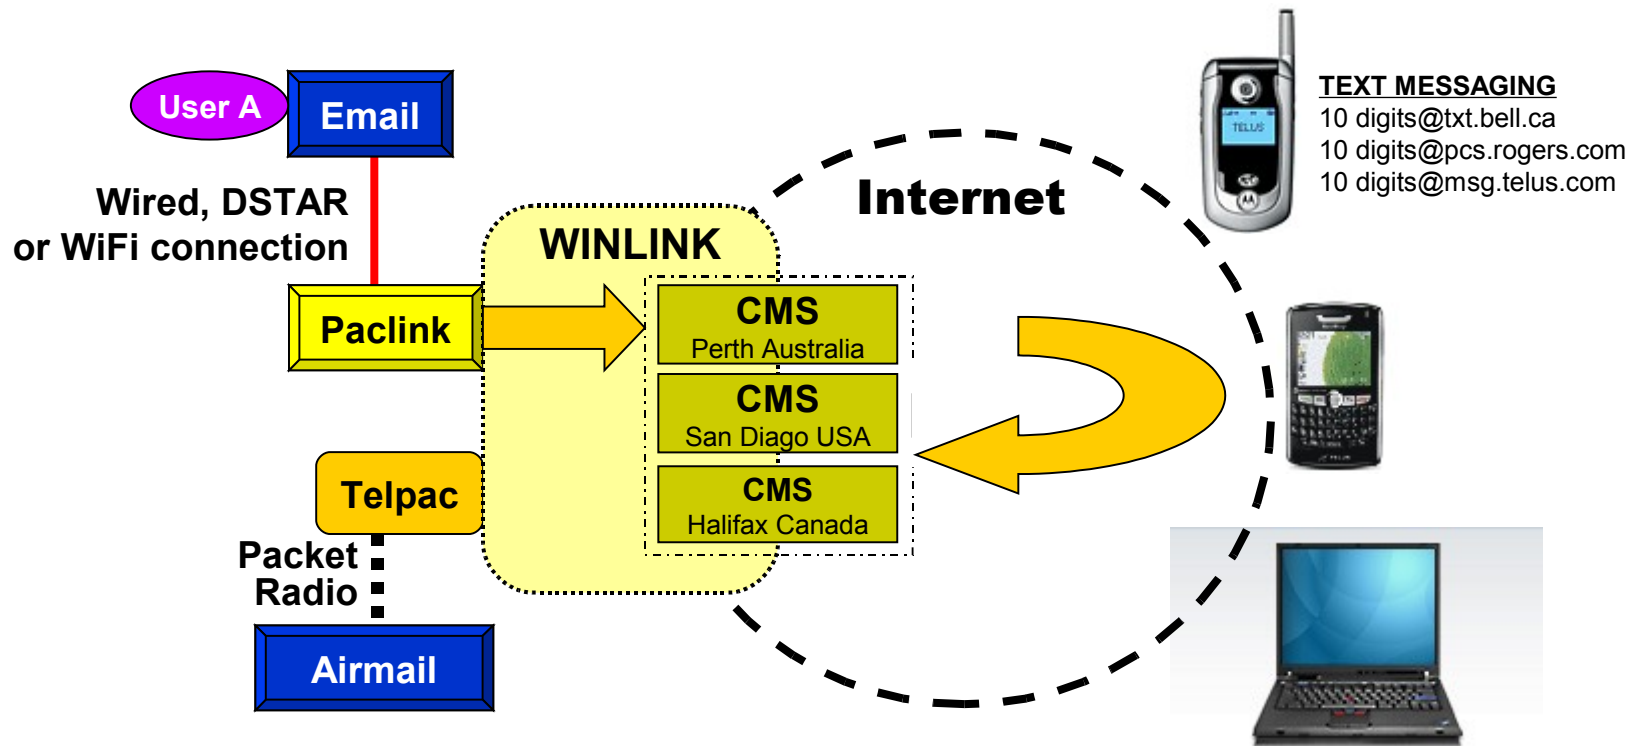 User A
Email
Wired, DSTAR
or WiFi connection
Paclink
Telpac
Packet
Radio
Airmail
WINLINK
CMS
Perth Australia
CMS
San Diago USA
CMS
Halifax Canada
Internet
TELUS
TEXT MESSAGING
10 digits@txt.bell.ca
10 digits@pcs.rogers.com
10 digits@msg.telus.com
TELUS